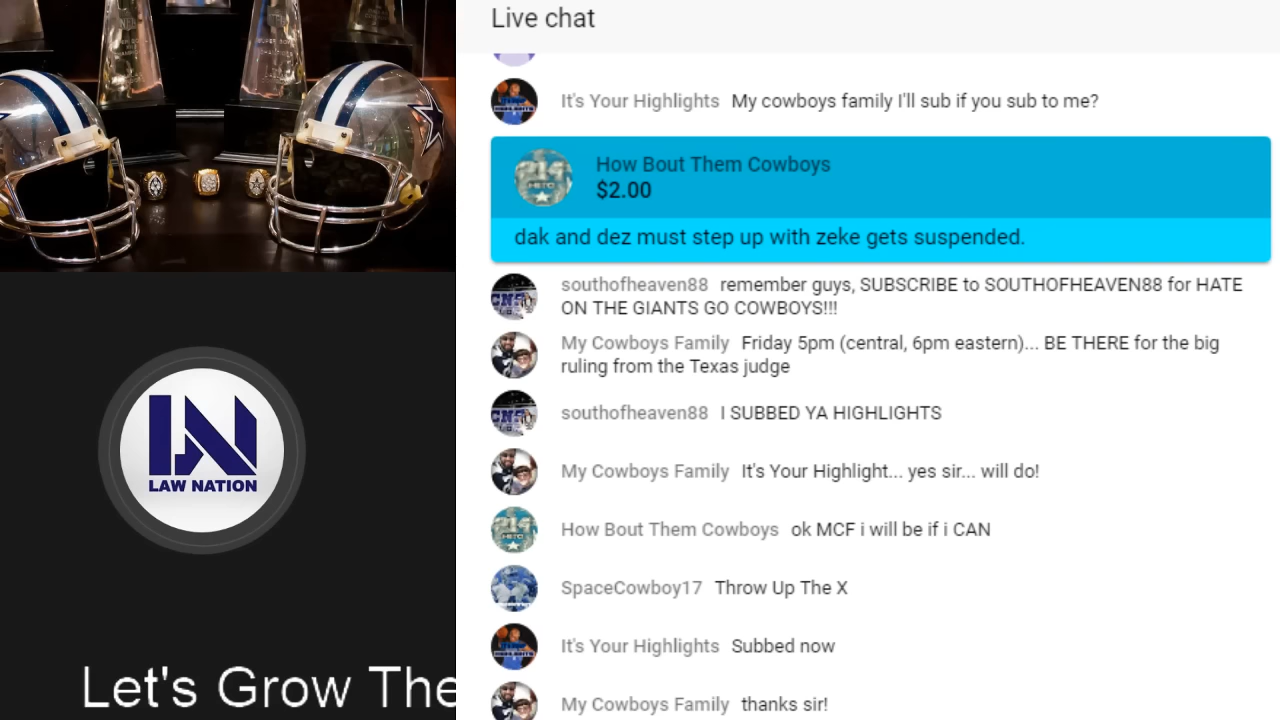 Live chat
It's Your Highlights My cowboys family I'll sub if you sub to me?
How Bout Them Cowboys
$2.00
dak and dez must step up with zeke gets suspended.
southofheaven88 remember guys, SUBSCRIBE to SOUTHOFHEAVEN88 for HATE
ON THE GIANTS GO COWBOYS!!!
My Cowboys Family Friday 5pm (central, 6pm eastern)... BE THERE for the big
ruling from the Texas judge
southofheaven88 I SUBBED YA HIGHLIGHTS
My Cowboys Family It's Your Highlight... yes sir... will do!
How Bout Them Cowboys ok MCF i will be if i CAN
SpaceCowboy17 Throw Up The X
It's Your Highlights Subbed now
My Cowboys Family thanks sir!
LN
LAW NATION
Let's Grow The